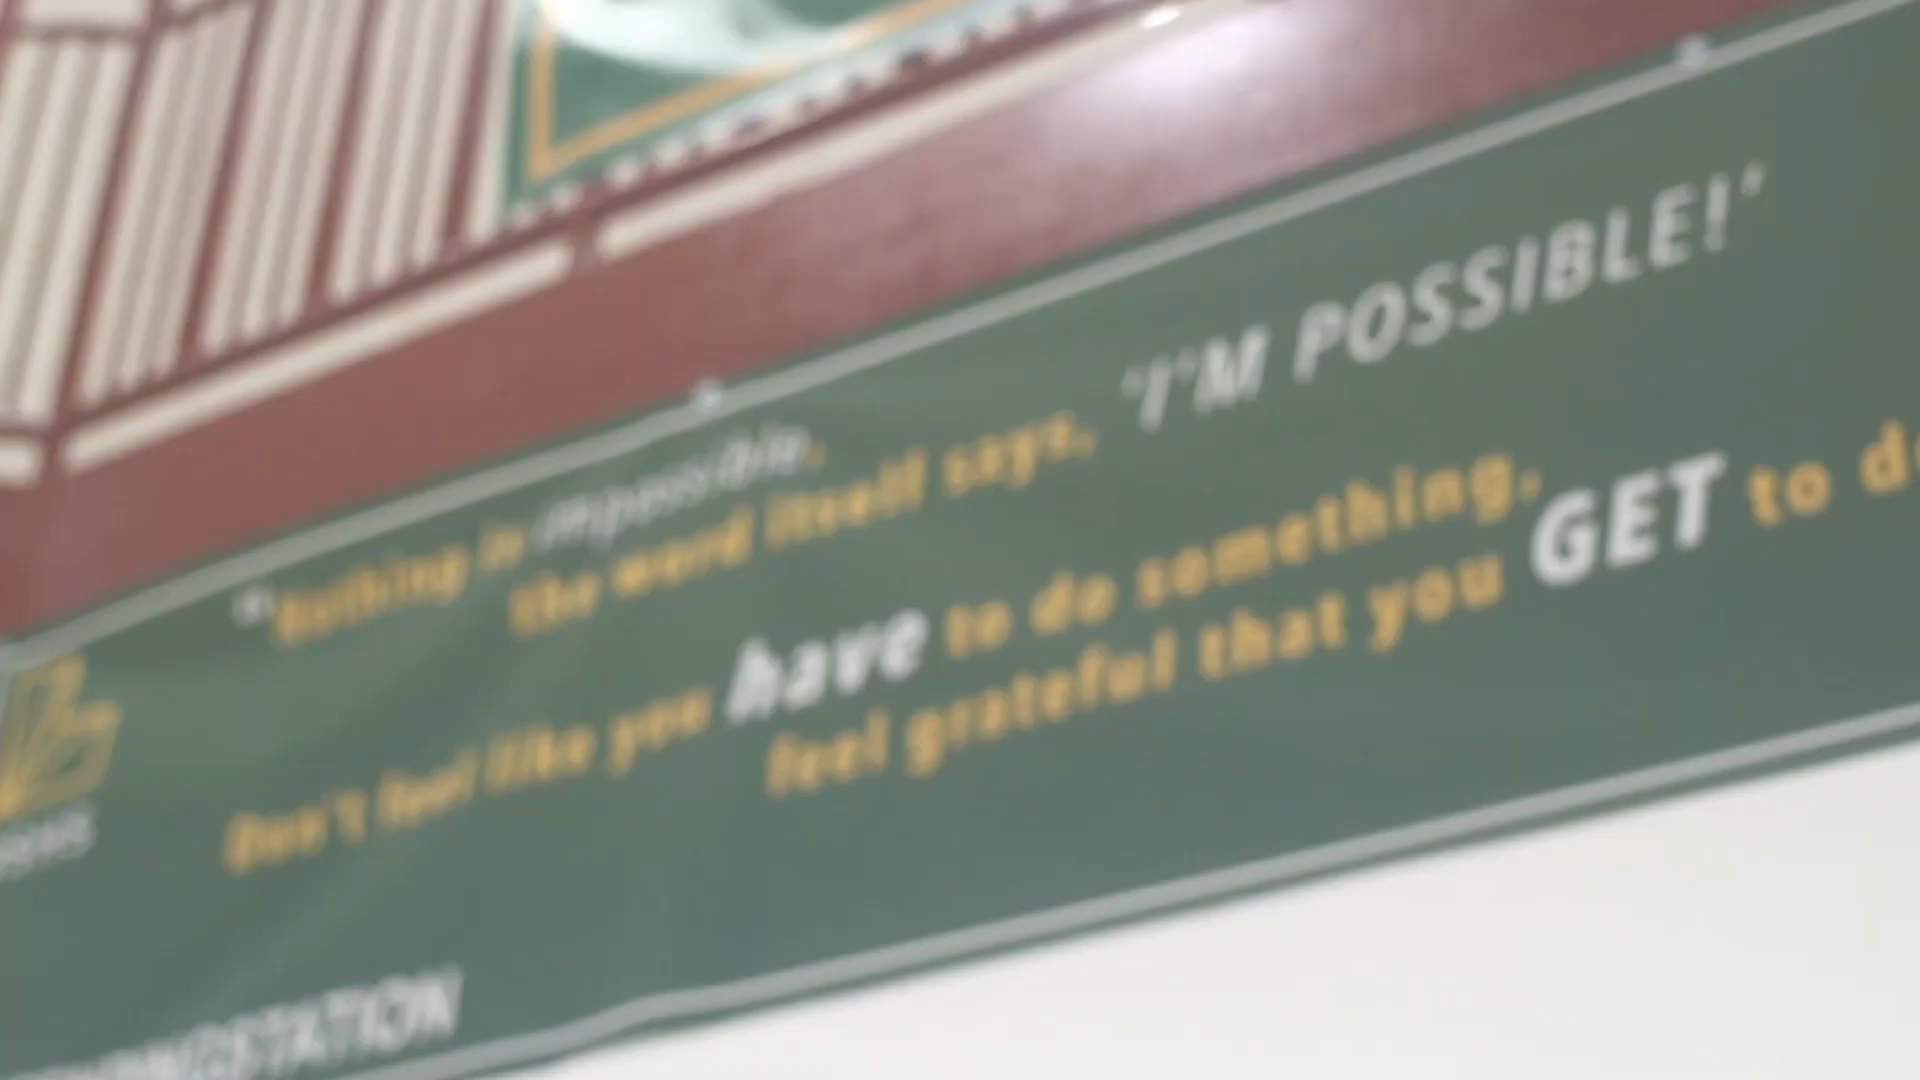 "Nothing is impossible,
the word itself says, 'I'M POSSIBLE!'
Don't feel like you have to do something,
feel grateful that you GET to